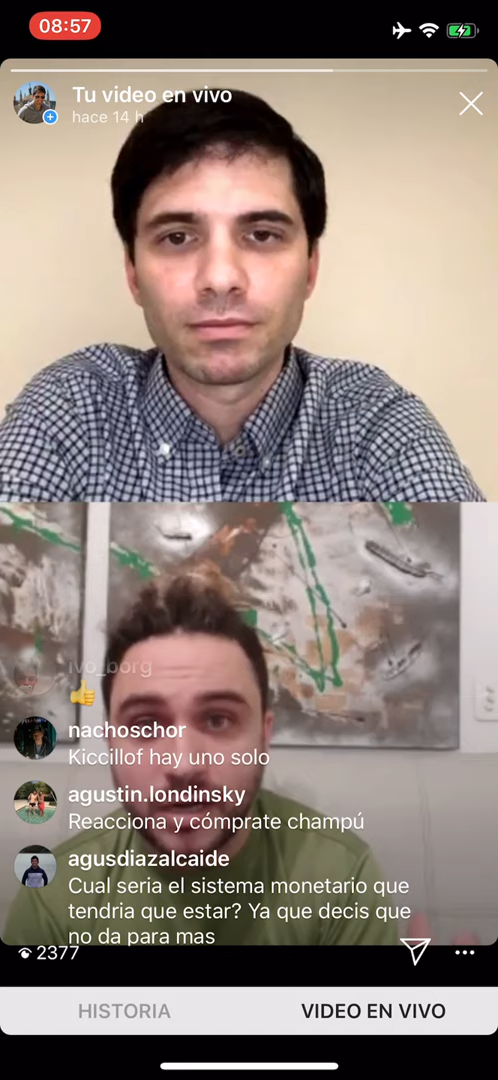 08:57
Tu video en vivo
hace 14 h
ivo_borg
👍
nachoschor
Kiccillof hay uno solo
agustin.londinsky
Reacciona y cómprate champú
agusdiazalcaide
Cual seria el sistema monetario que
tendria que estar? Ya que decis que
no da para mas
2377
HISTORIA
VIDEO EN VIVO